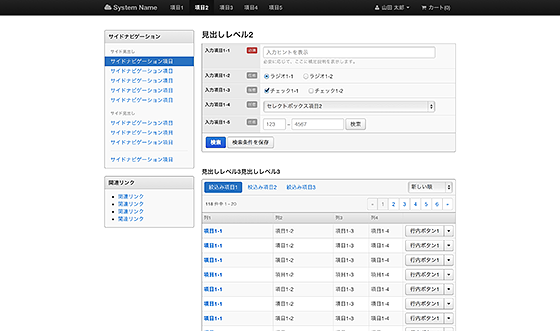 System Name 項目1 項目2 項目3 項目4 項目5 山田 太郎 カート(0)
サイドナビゲーション
サイド見出し
サイドナビゲーション項目
サイドナビゲーション項目
サイドナビゲーション項目
サイドナビゲーション項目
サイド見出し
サイドナビゲーション項目
サイドナビゲーション項目
サイドナビゲーション項目
サイドナビゲーション項目
関連リンク
関連リンク
関連リンク
関連リンク
関連リンク
見出しレベル2
入力項目1-1 必須 入力ヒントを表示
必要に応じて、ここに補足説明を表示します。
入力項目1-2 任意 ラジオ1-1 ラジオ1-2
入力項目1-3 任意 チェック1-1 チェック1-2
入力項目1-4 任意 セレクトボックス項目2
入力項目1-5 任意 123 - 4567 検索
検索 検索条件を保存
見出しレベル3見出しレベル3
絞込み項目1 絞込み項目2 絞込み項目3 新しい順
件中 1-20 « 1 2 3 4 5 6 »
列1 列2 列3 列4
項目1-1 項目1-2 項目1-3 項目1-4 行内ボタン1
項目1-1 項目1-2 項目1-3 項目1-4 行内ボタン1
項目1-1 項目1-2 項目1-3 項目1-4 行内ボタン1
項目1-1 項目1-2 項目1-3 項目1-4 行内ボタン1
項目1-1 項目1-2 項目1-3 項目1-4 行内ボタン1
項目1-1 項目1-2 項目1-3 項目1-4 行内ボタン1
項目1-1 項目1-2 項目1-3 項目1-4 行内ボタン1
項目1-1 項目1-2 項目1-3 項目1-4 行内ボタン1